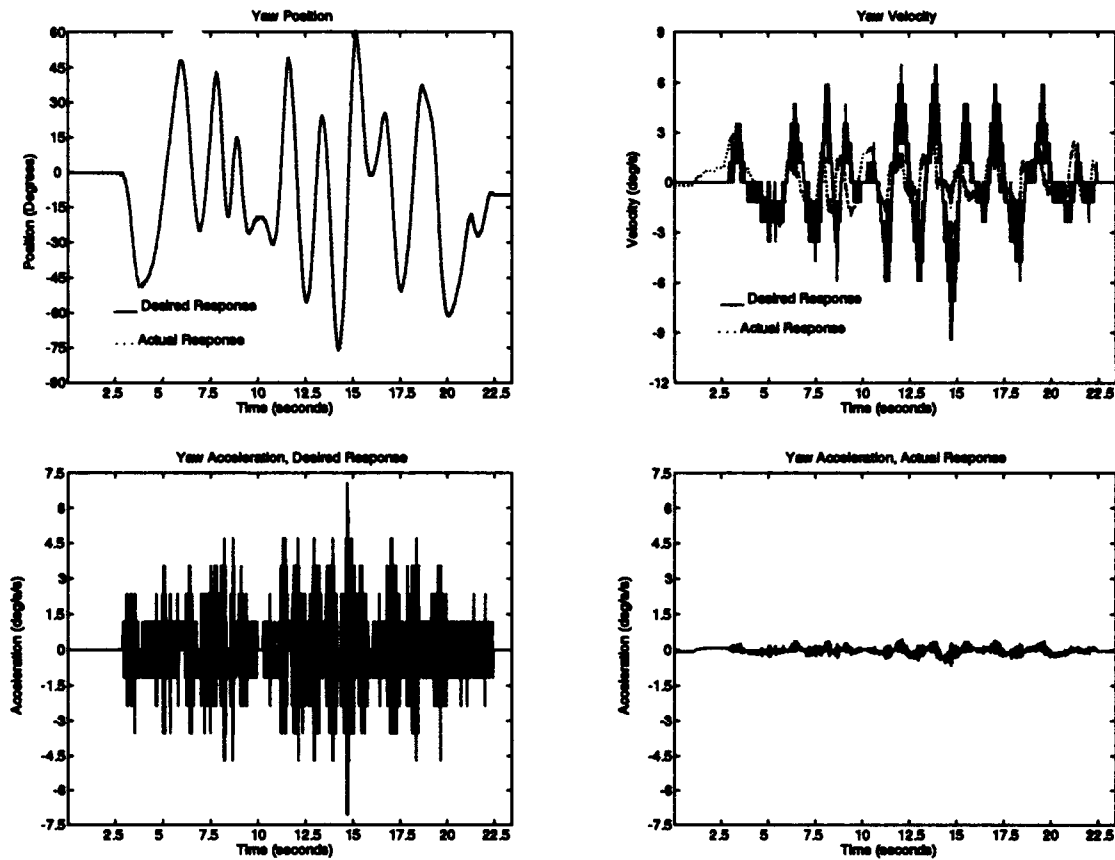 Yaw Position
60
45
30
15
0
-15
-30
-45
-60
-75
-90
Position (Degrees)
Desired Response
Actual Response
2.5 5 7.5 10 12.5 15 17.5 20 22.5
Time (seconds)
Yaw Velocity
9
6
3
0
-3
-6
-9
-12
Velocity (deg/s)
Desired Response
Actual Response
2.5 5 7.5 10 12.5 15 17.5 20 22.5
Time (seconds)
Yaw Acceleration, Desired Response
7.5
6
4.5
3
1.5
0
-1.5
-3
-4.5
-6
-7.5
Acceleration (deg/s/s)
2.5 5 7.5 10 12.5 15 17.5 20 22.5
Time (seconds)
Yaw Acceleration, Actual Response
7.5
6
4.5
3
1.5
0
-1.5
-3
-4.5
-6
-7.5
Acceleration (deg/s/s)
2.5 5 7.5 10 12.5 15 17.5 20 22.5
Time (seconds)